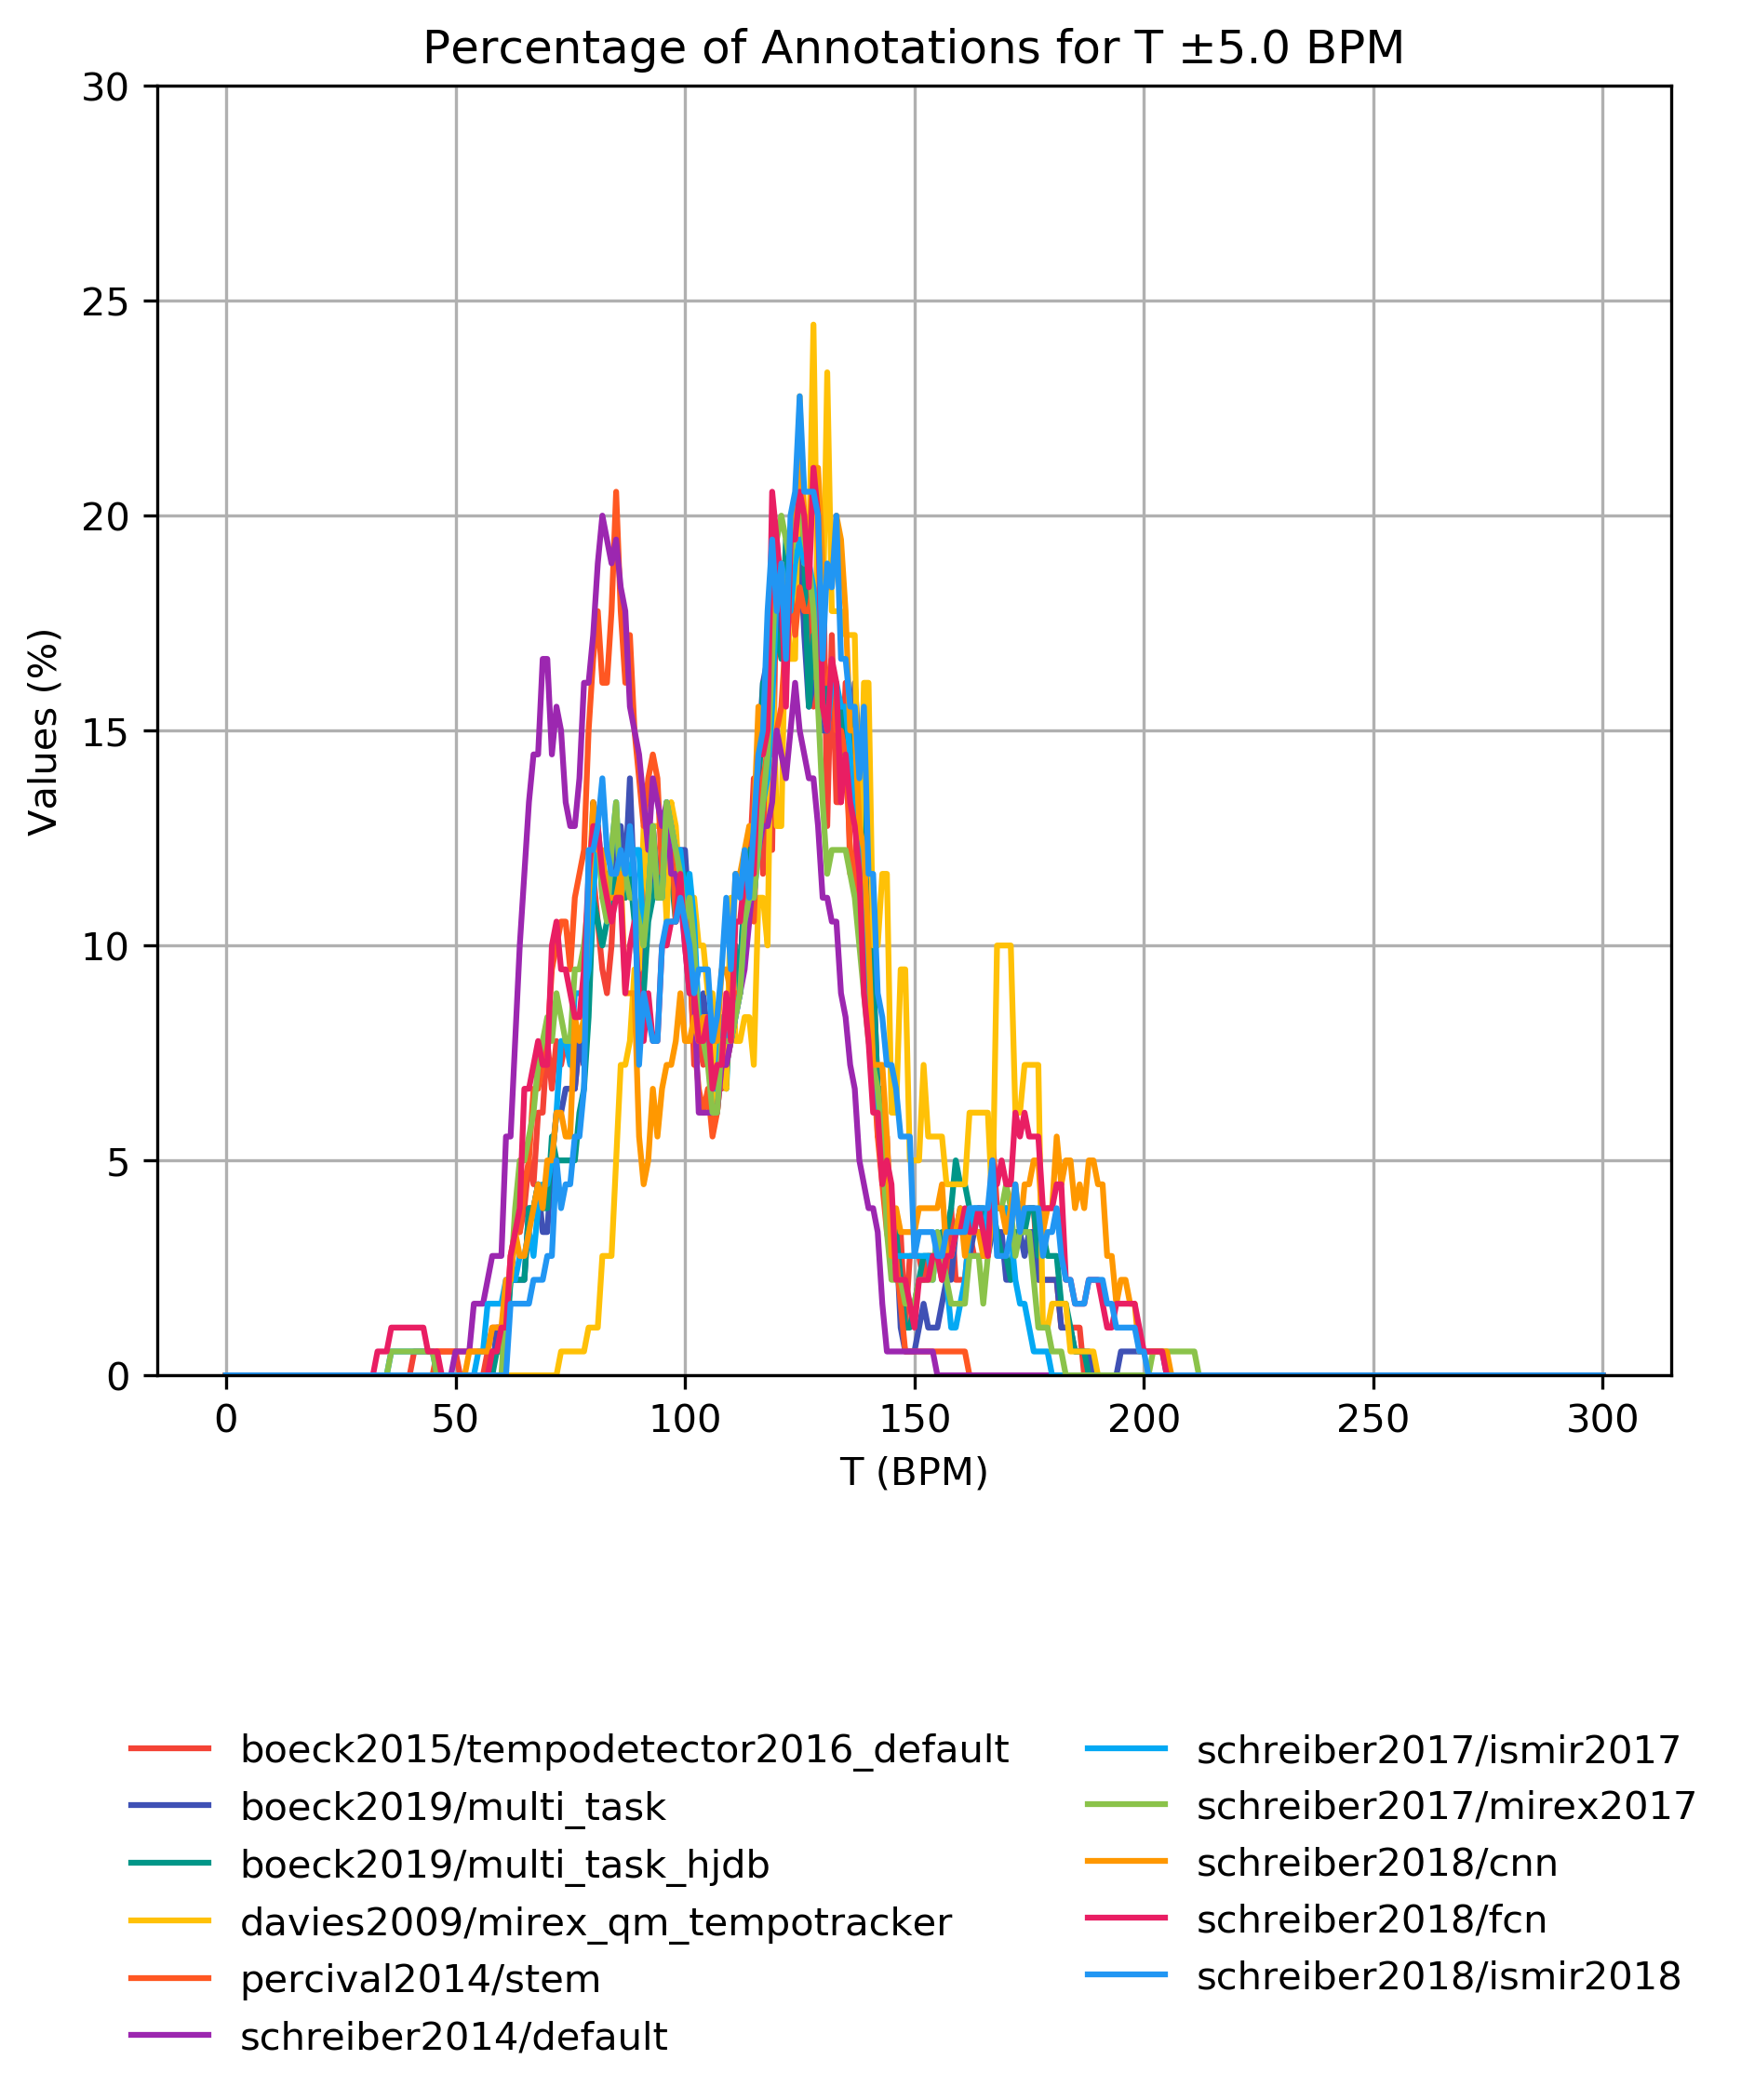 Percentage of Annotations for T ±5.0 BPM
30
25
20
15
10
5
0
Values (%)
0 50 100 150 200 250 300
T (BPM)
boeck2015/tempodetector2016_default
boeck2019/multi_task
boeck2019/multi_task_hjdb
davies2009/mirex_qm_tempotracker
percival2014/stem
schreiber2014/default
schreiber2017/ismir2017
schreiber2017/mirex2017
schreiber2018/cnn
schreiber2018/fcn
schreiber2018/ismir2018